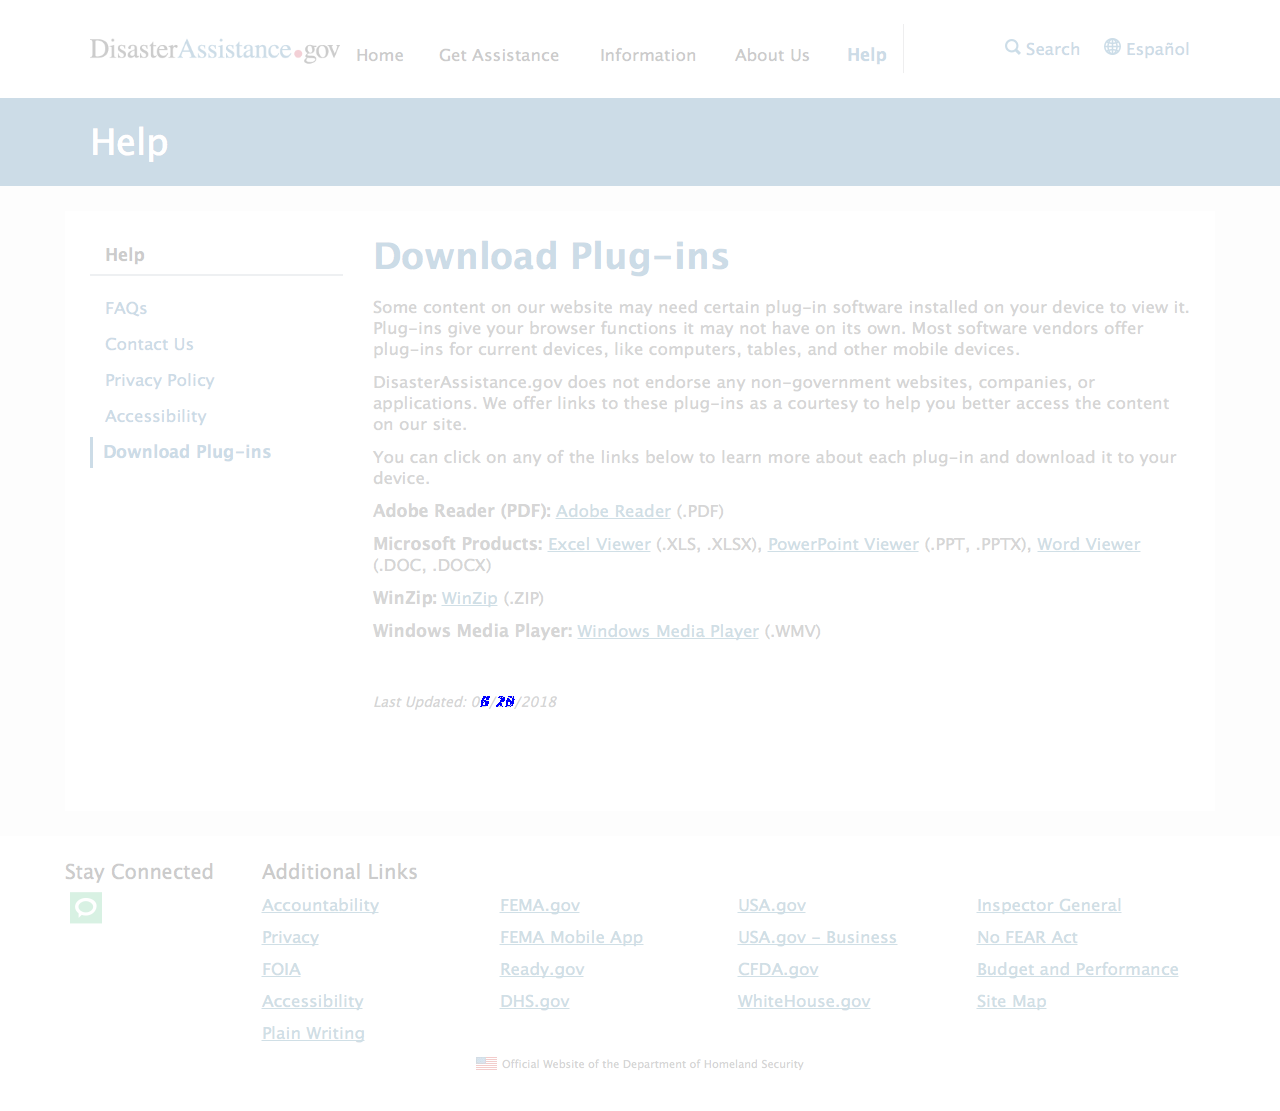 DisasterAssistance.gov Home Get Assistance Information About Us Help Search Español
Help
Help
FAQs
Contact Us
Privacy Policy
Accessibility
Download Plug-ins
Download Plug-ins
Some content on our website may need certain plug-in software installed on your device to view it.
Plug-ins give your browser functions it may not have on its own. Most software vendors offer
plug-ins for current devices, like computers, tables, and other mobile devices.
DisasterAssistance.gov does not endorse any non-government websites, companies, or
applications. We offer links to these plug-ins as a courtesy to help you better access the content
on our site.
You can click on any of the links below to learn more about each plug-in and download it to your
device.
Adobe Reader (PDF): Adobe Reader (.PDF)
Microsoft Products: Excel Viewer (.XLS, .XLSX), PowerPoint Viewer (.PPT, .PPTX), Word Viewer
(.DOC, .DOCX)
WinZip: WinZip (.ZIP)
Windows Media Player: Windows Media Player (.WMV)
Last Updated: /2018
Stay Connected
Additional Links
Accountability FEMA.gov USA.gov Inspector General
Privacy FEMA Mobile App USA.gov - Business No FEAR Act
FOIA Ready.gov CFDA.gov Budget and Performance
Accessibility DHS.gov WhiteHouse.gov Site Map
Plain Writing
Official Website of the Department of Homeland Security